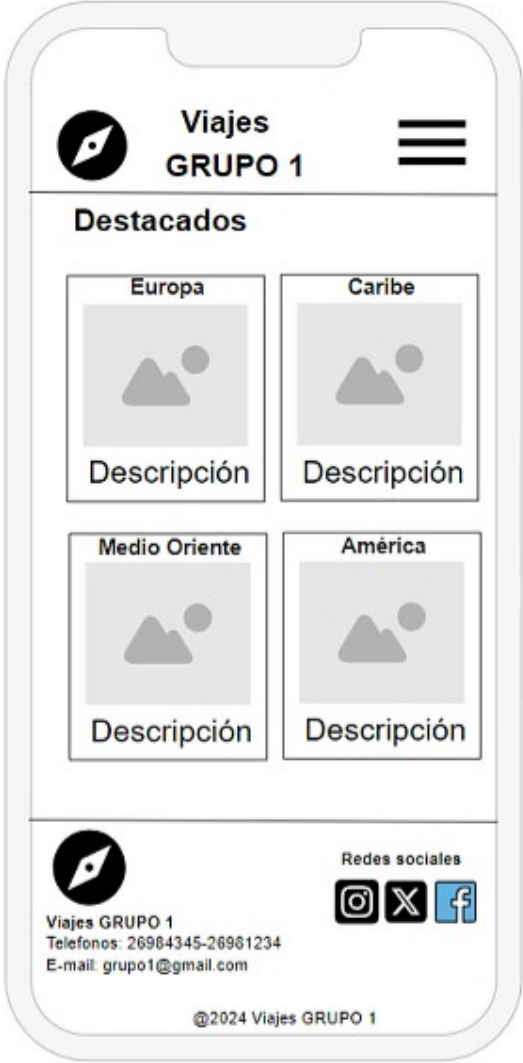 Viajes
GRUPO 1
Destacados
Europa
Caribe
Descripción
Descripción
Medio Oriente
América
Descripción
Descripción
Redes sociales
Viajes GRUPO 1
Telefonos: 26984345-26981234
E-mail: grupo1@gmail.com
@2024 Viajes GRUPO 1